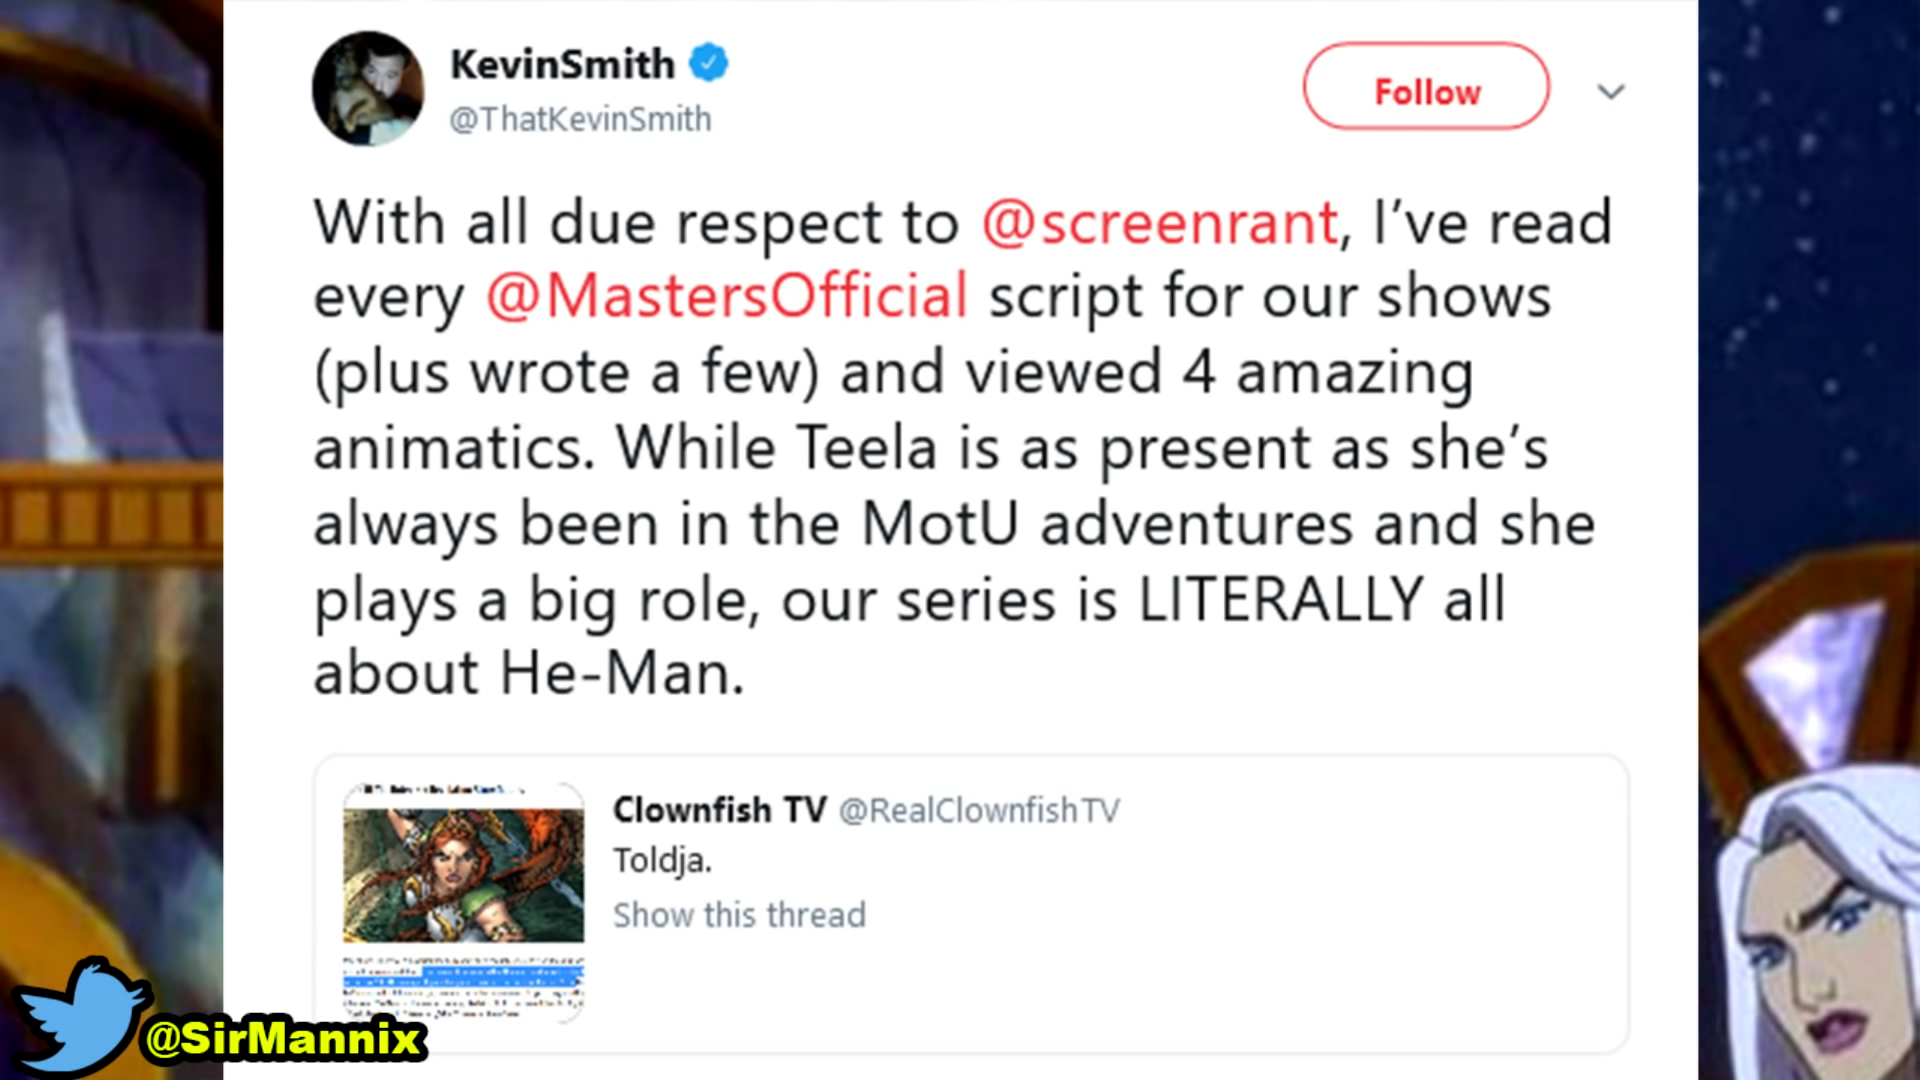 KevinSmith
@ThatKevinSmith
Follow
With all due respect to @screenrant, I've read
every @MastersOfficial script for our shows
(plus wrote a few) and viewed 4 amazing
animatics. While Teela is as present as she's
always been in the MotU adventures and she
plays a big role, our series is LITERALLY all
about He-Man.
Clownfish TV @RealClownfishTV
Toldja.
Show this thread
@SirMannix